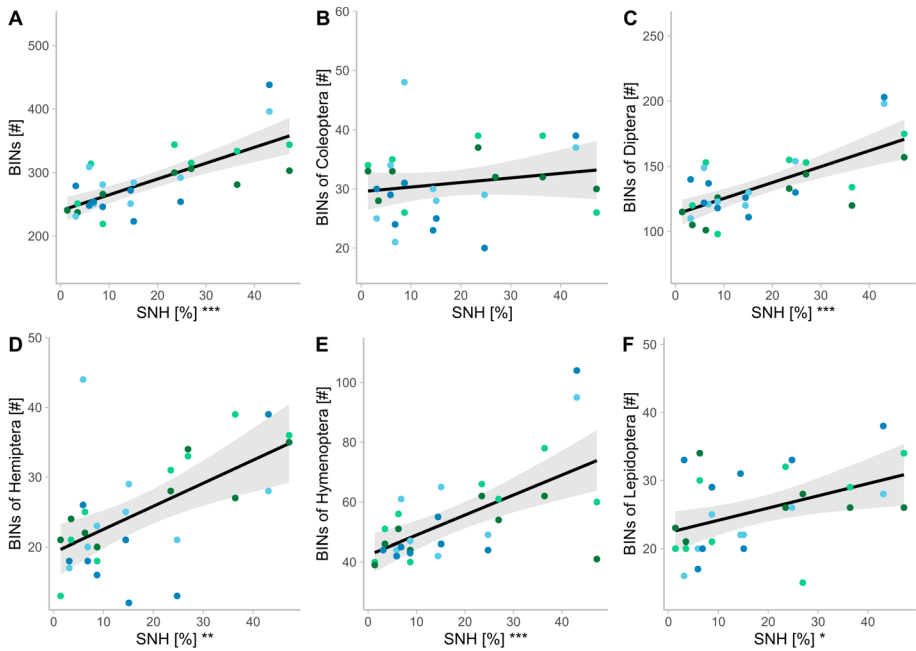 A
BINs [#]
500
400
300
200
0 10 20 30 40
SNH [%] ***
B
BINs of Coleoptera [#]
60
50
40
30
20
0 10 20 30 40
SNH [%]
C
BINs of Diptera [#]
250
200
150
100
0 10 20 30 40
SNH [%] ***
D
BINs of Hemiptera [#]
50
40
30
20
0 10 20 30 40
SNH [%] **
E
BINs of Hymenoptera [#]
100
80
60
40
0 10 20 30 40
SNH [%] ***
F
BINs of Lepidoptera [#]
50
40
30
20
0 10 20 30 40
SNH [%] *